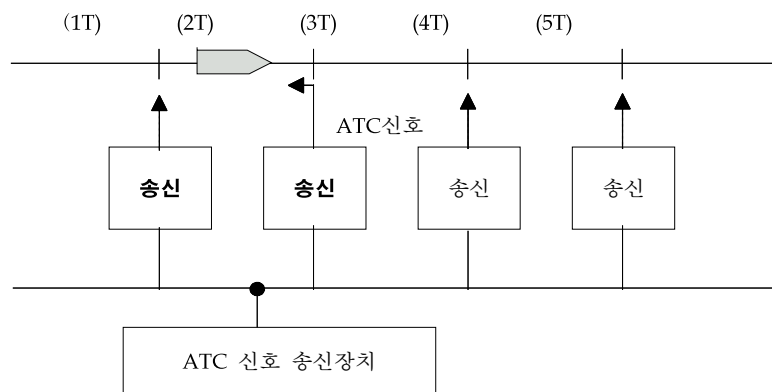 (1T) (2T) (3T) (4T) (5T)
ATC신호
송신 송신 송신 송신
ATC 신호 송신장치